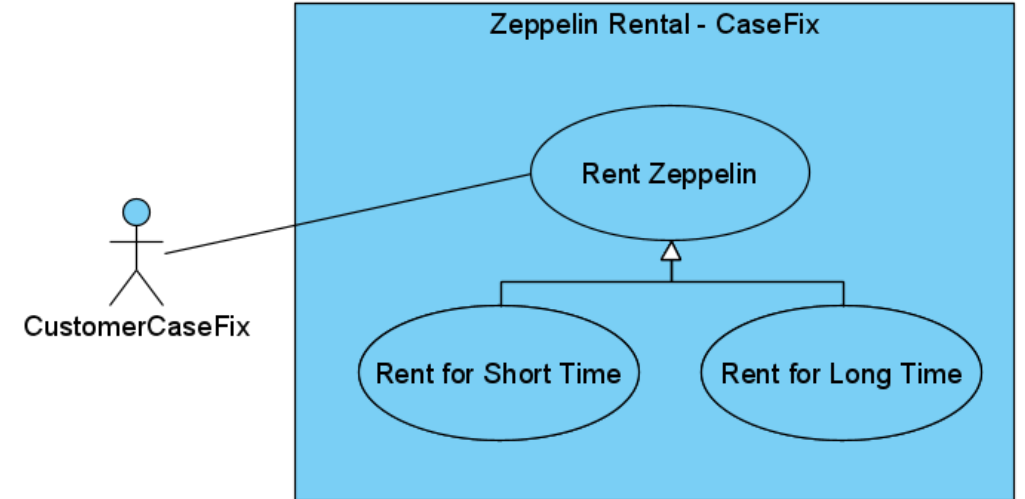 Zeppelin Rental - CaseFix
Rent Zeppelin
CustomerCaseFix
Rent for Short Time
Rent for Long Time